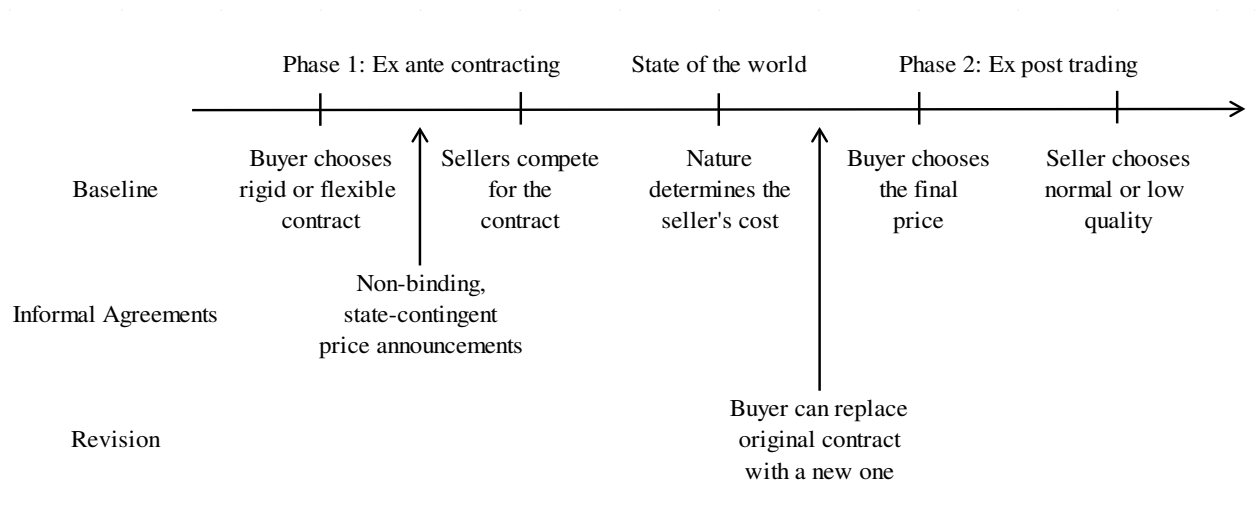 Phase 1: Ex ante contracting
State of the world
Phase 2: Ex post trading
Baseline
Buyer chooses
rigid or flexible
contract
Sellers compete
for the
contract
Nature
determines the
seller's cost
Buyer chooses
the final
price
Seller chooses
normal or low
quality
Informal Agreements
Non-binding,
state-contingent
price announcements
Revision
Buyer can replace
original contract
with a new one